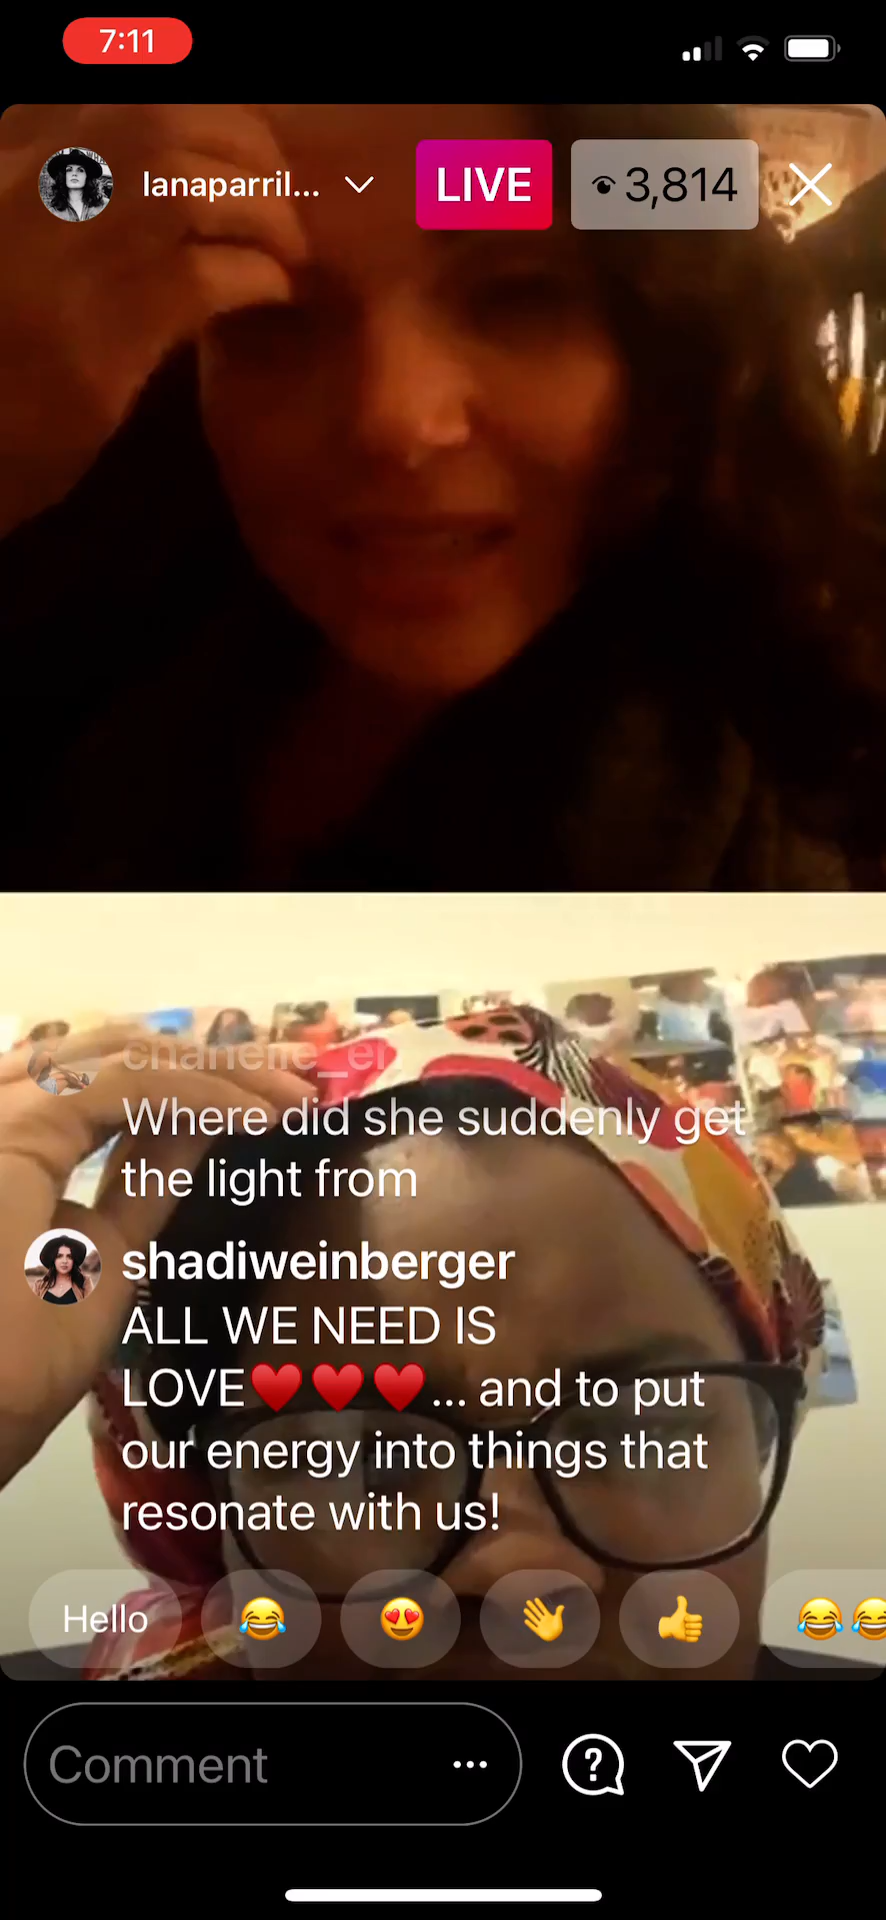 7:11
lanaparril...
LIVE
3,814
Where did she suddenly get
the light from
shadiweinberger
ALL WE NEED IS
LOVE❤️❤️❤️... and to put
our energy into things that
resonate with us!
Hello
Comment